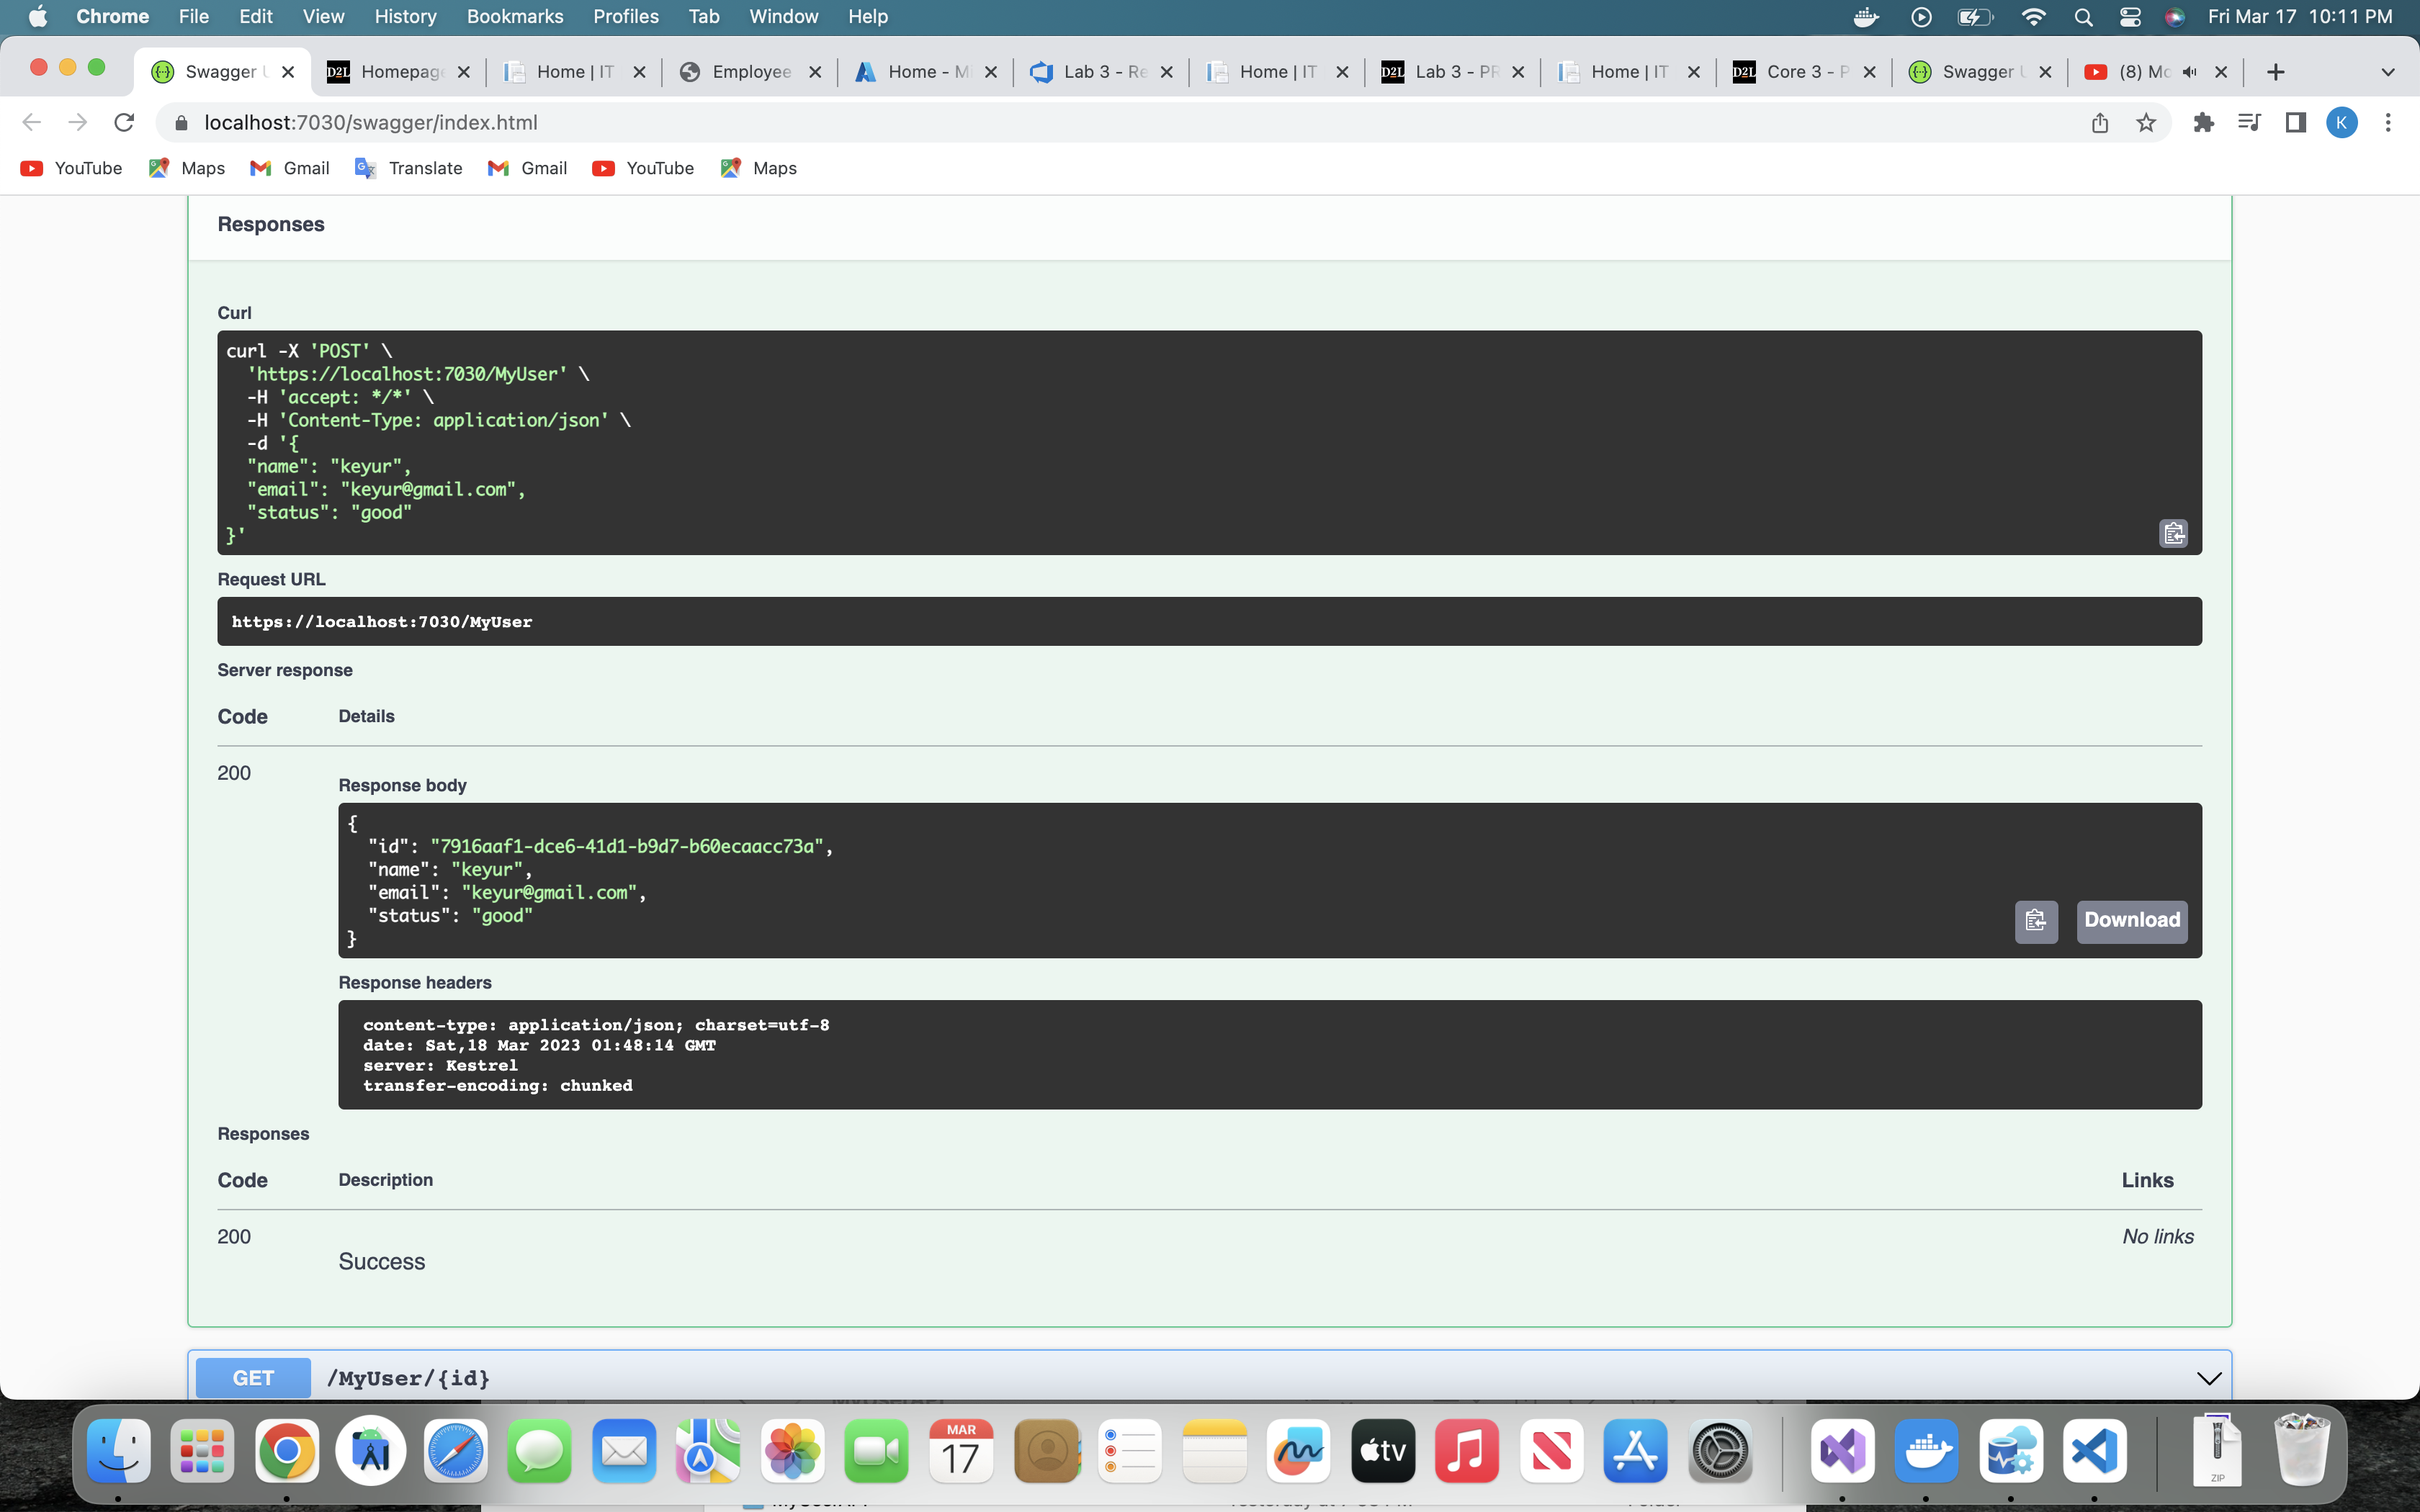 Chrome File Edit View History Bookmarks Profiles Tab Window Help Fri Mar 17 10:11 PM
Swagger D2L Homepage Home | IT Employee Home - Mi Lab 3 - Re Home | IT D2L Lab 3 - PR Home | IT D2L Core 3 - P Swagger (8) Mo
localhost:7030/swagger/index.html K
YouTube Maps Gmail Translate Gmail YouTube Maps
Responses
Curl
curl -X 'POST' \
'https://localhost:7030/MyUser' \
-H 'accept: */*' \
-H 'Content-Type: application/json' \
-d '{
"name": "keyur",
"email": "keyur@gmail.com",
"status": "good"
}'
Request URL
https://localhost:7030/MyUser
Server response
Code Details
200
Response body
{
"id": "7916aaf1-dce6-41d1-b9d7-b60ecaacc73a",
"name": "keyur",
"email": "keyur@gmail.com",
"status": "good"
}
Download
Response headers
content-type: application/json; charset=utf-8
date: Sat,18 Mar 2023 01:48:14 GMT
server: Kestrel
transfer-encoding: chunked
Responses
Code Description Links
200 No links
Success
GET /MyUser/{id}
MAR
17
tv
ZIP